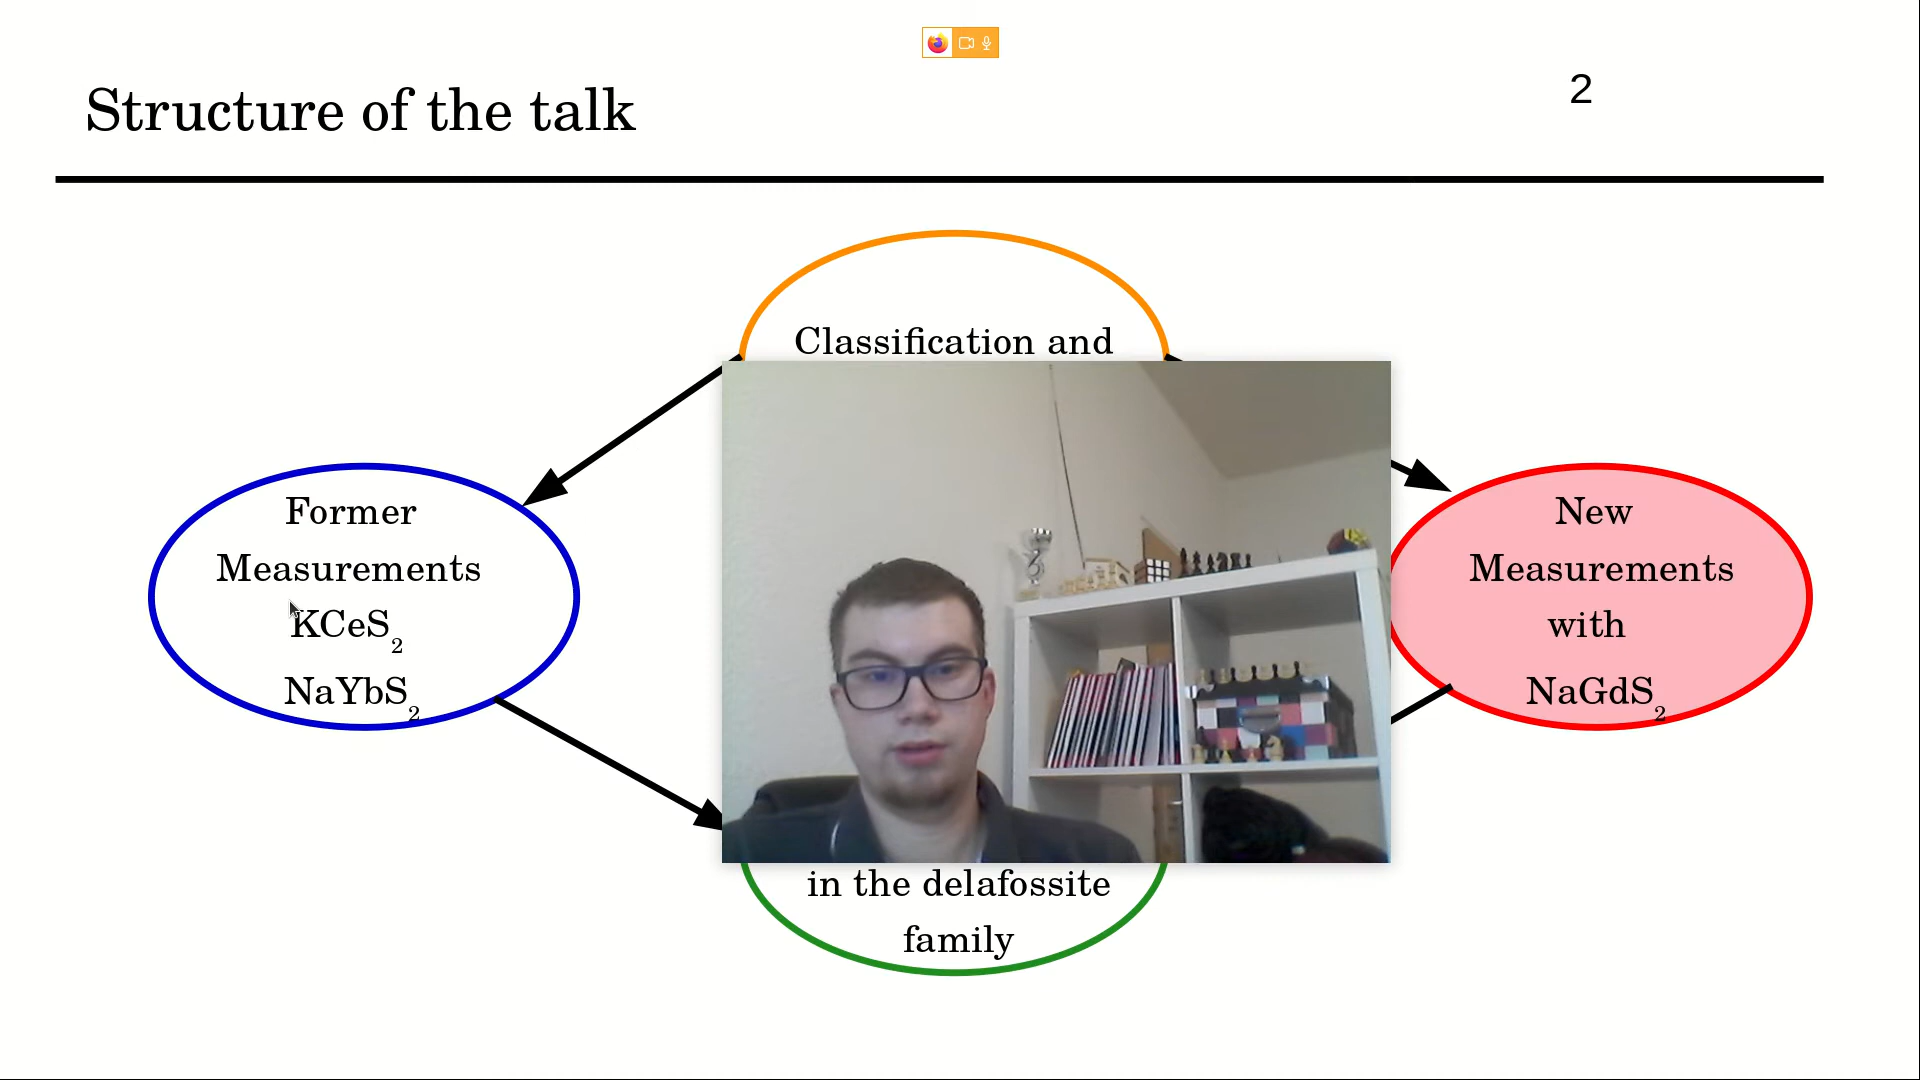 Structure of the talk
2
Classification and
Former
Measurements
KCeS2
NaYbS2
New
Measurements
with
NaGdS2
in the delafossite
family